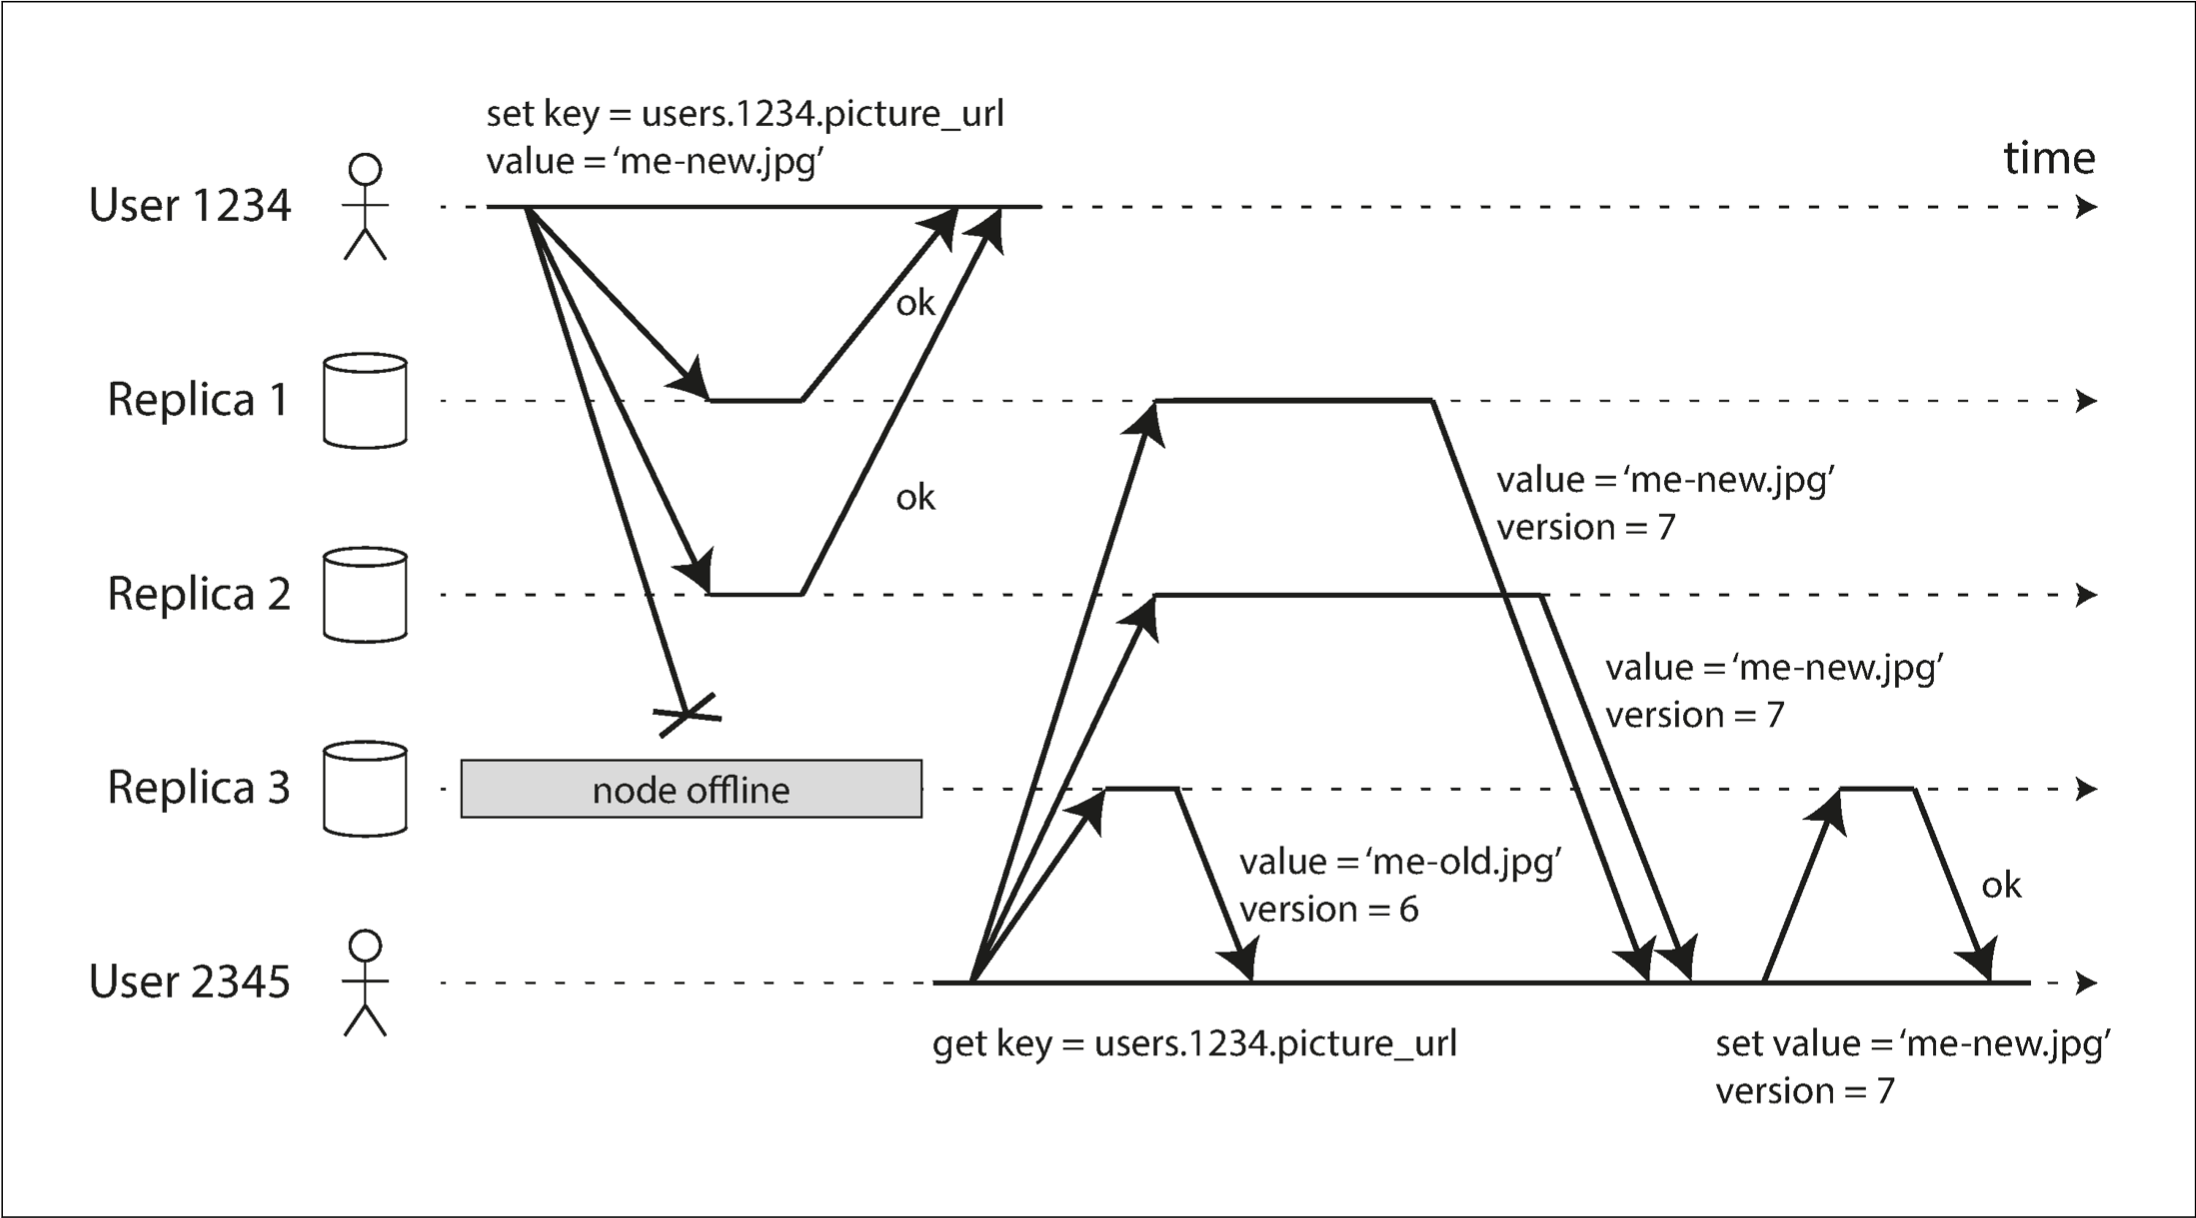 set key = users.1234.picture_url
value = ‘me-new.jpg’
time
User 1234
ok
Replica 1
value = ‘me-new.jpg’
version = 7
ok
Replica 2
value = ‘me-new.jpg’
version = 7
Replica 3
node offline
value = ‘me-old.jpg’
version = 6
ok
User 2345
get key = users.1234.picture_url
set value = ‘me-new.jpg’
version = 7